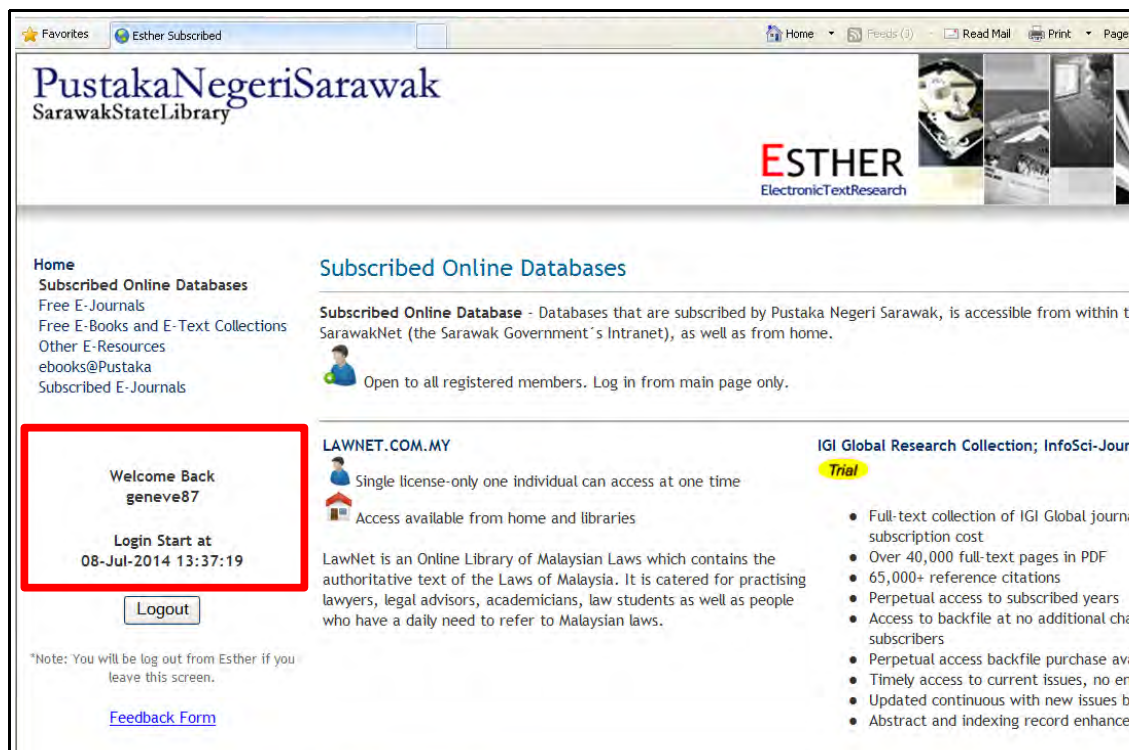 Favorites Esther Subscribed Home Feeds (J) Read Mail Print Page
PustakaNegeriSarawak
SarawakStateLibrary
ESTHER
ElectronicTextResearch
Home
Subscribed Online Databases
Free E-Journals
Free E-Books and E-Text Collections
Other E-Resources
ebooks@Pustaka
Subscribed E-Journals
Welcome Back
geneve87
Login Start at
08-Jul-2014 13:37:19
Logout
*Note: You will be log out from Esther if you
leave this screen.
Feedback Form
Subscribed Online Databases
Subscribed Online Database - Databases that are subscribed by Pustaka Negeri Sarawak, is accessible from within t
SarawakNet (the Sarawak Government´s Intranet), as well as from home.
Open to all registered members. Log in from main page only.
LAWNET.COM.MY
Single license-only one individual can access at one time
Access available from home and libraries
LawNet is an Online Library of Malaysian Laws which contains the
authoritative text of the Laws of Malaysia. It is catered for practising
lawyers, legal advisors, academicians, law students as well as people
who have a daily need to refer to Malaysian laws.
IGI Global Research Collection; InfoSci-Jour
Trial
● Full-text collection of IGI Global journa
subscription cost
● Over 40,000 full-text pages in PDF
● 65,000+ reference citations
● Perpetual access to subscribed years
● Access to backfile at no additional cha
subscribers
● Perpetual access backfile purchase ava
● Timely access to current issues, no en
● Updated continuous with new issues b
● Abstract and indexing record enhance